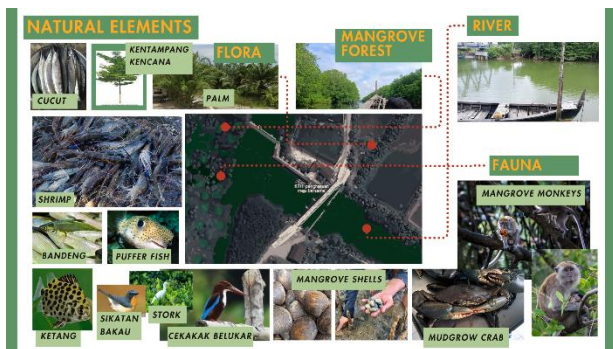 NATURAL ELEMENTS
KENTAMPANG
KENCANA
FLORA
MANGROVE
FOREST
RIVER
CUCUT
PALM
SHRIMP
FAUNA
MANGROVE MONKEYS
BANDENG
PUFFER FISH
KETANG
SIKATAN
BAKAU
STORK
CEKAKAK BELUKAR
MANGROVE SHELLS
MUDGROW CRAB